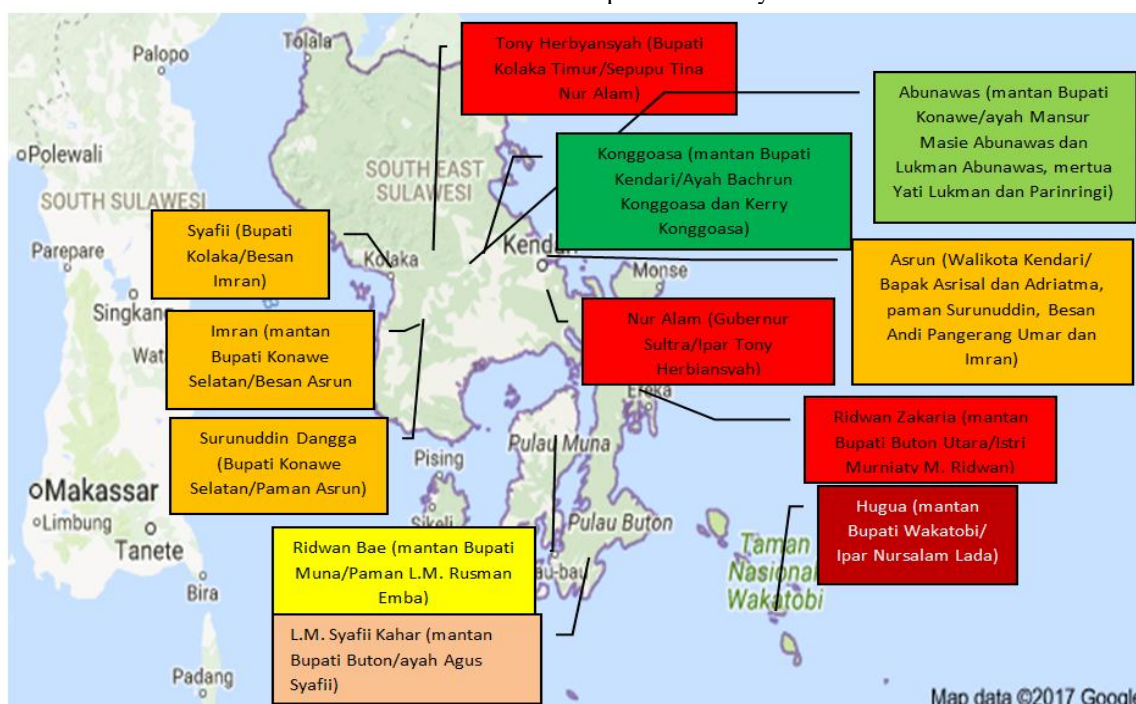 Tolala
Palopo
Tony Herbyansyah (Bupati
Kolaka Timur/Sepupu Tina
Nur Alam)
Abunawas (mantan Bupati
Konawe/ayah Mansur
Masie Abunawas dan
Lukman Abunawas, mertua
Yati Lukman dan Parinringi)
Polewali
SOUTH SULAWESI
SOUTH EAST
SULAWESI
Konggoasa (mantan Bupati
Kendari/Ayah Bachrun
Konggoasa dan Kerry
Konggoasa)
Parepare
Syafii (Bupati
Kolaka/Besan
Imran)
Kolaka
Monse
Asrun (Walikota Kendari/
Bapak Asrisal dan Adriatma,
paman Surunuddin, Besan
Andi Pangerang Umar dan
Imran)
Singkang
Imran (mantan
Bupati Konawe
Selatan/Besan Asrun
Nur Alam (Gubernur
Sultra/Ipar Tony
Herbiansyah)
Ereka
Ridwan Zakaria (mantan
Bupati Buton Utara/Istri
Murniaty M. Ridwan)
Surunuddin Dangga
(Bupati Konawe
Selatan/Paman Asrun)
Pulau Muna
Pising
Sikeli
Makassar
Limbung
Tanete
Bira
Pulau Buton
Hugua (mantan
Bupati Wakatobi/
Ipar Nursalam Lada)
Taman
Nasional
Wakatobi
Ridwan Bae (mantan Bupati
Muna/Paman L.M. Rusman
Emba)
au-bau
L.M. Syafii Kahar (mantan
Bupati Buton/ayah Agus
Syafii)
Padang
Map data ©2017 Google